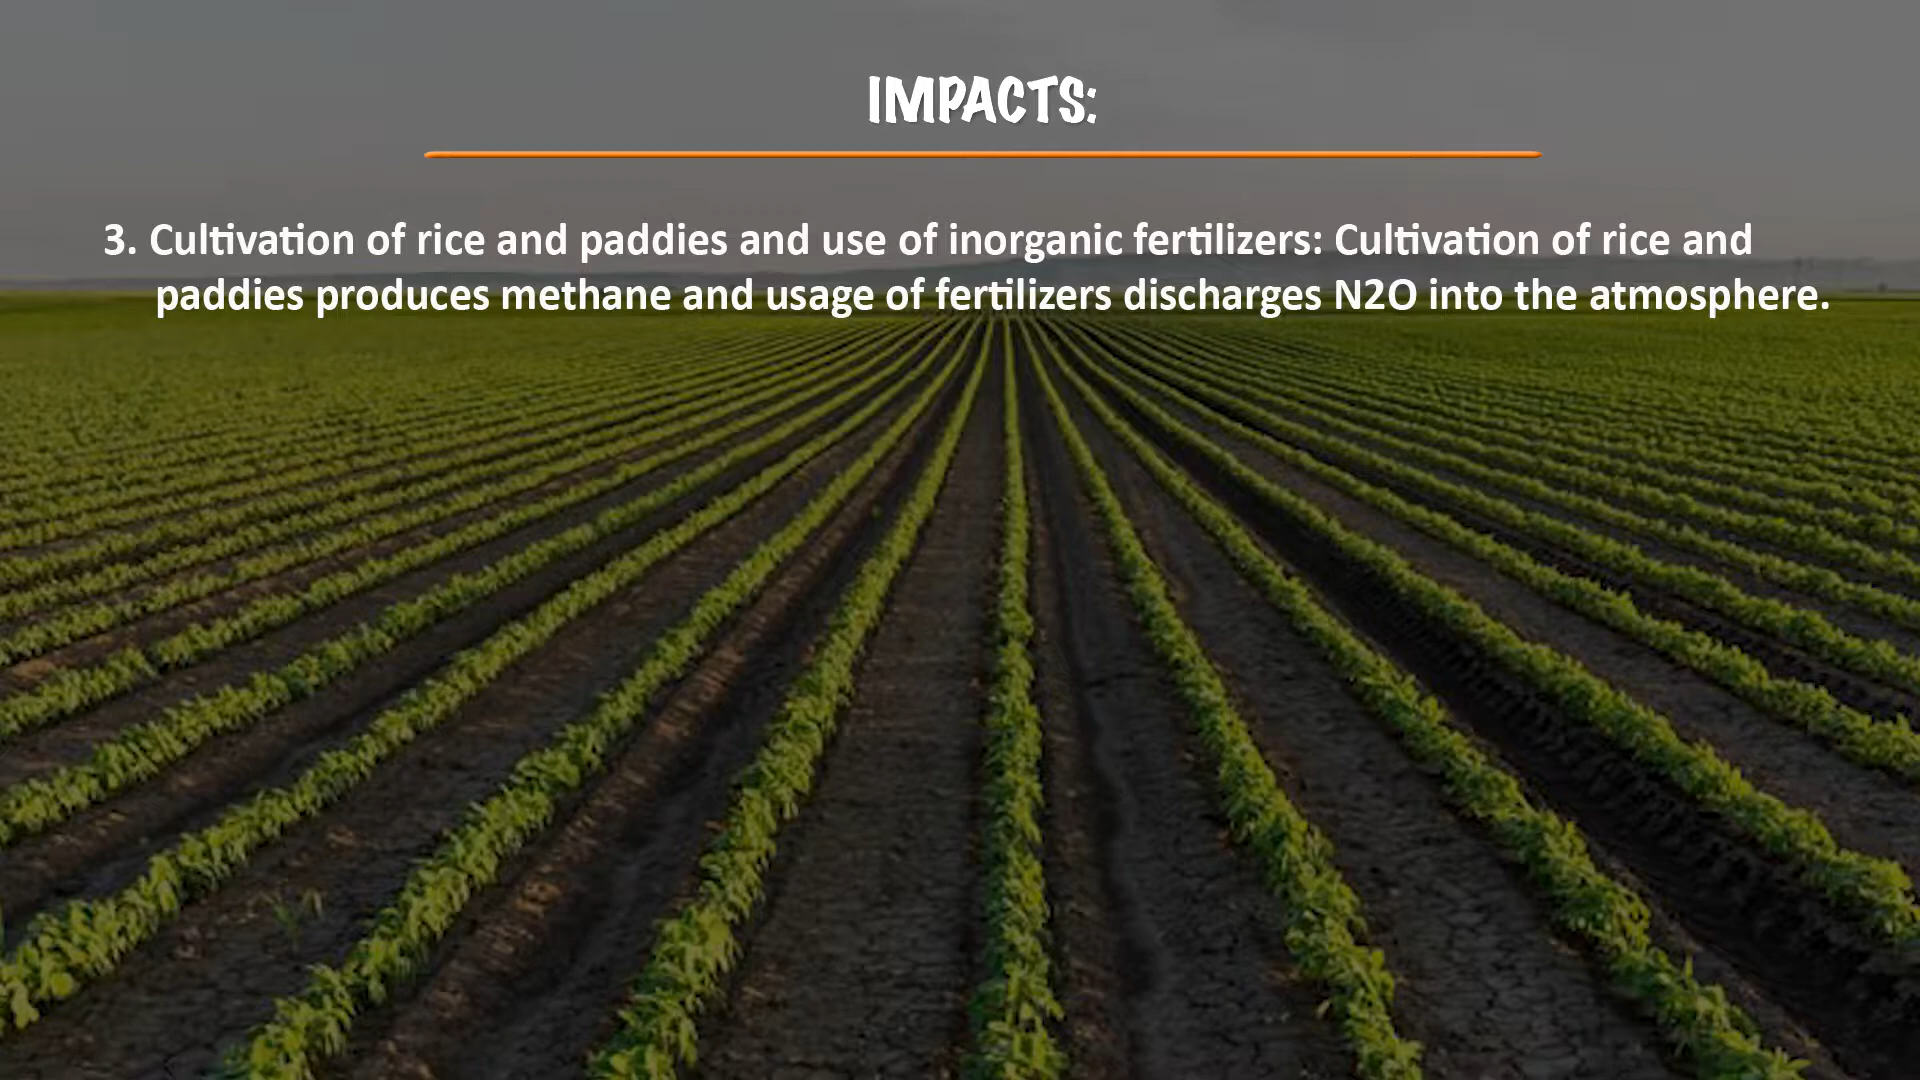 IMPACTS:
3. Cultivation of rice and paddies and use of inorganic fertilizers: Cultivation of rice and
paddies produces methane and usage of fertilizers discharges N2O into the atmosphere.